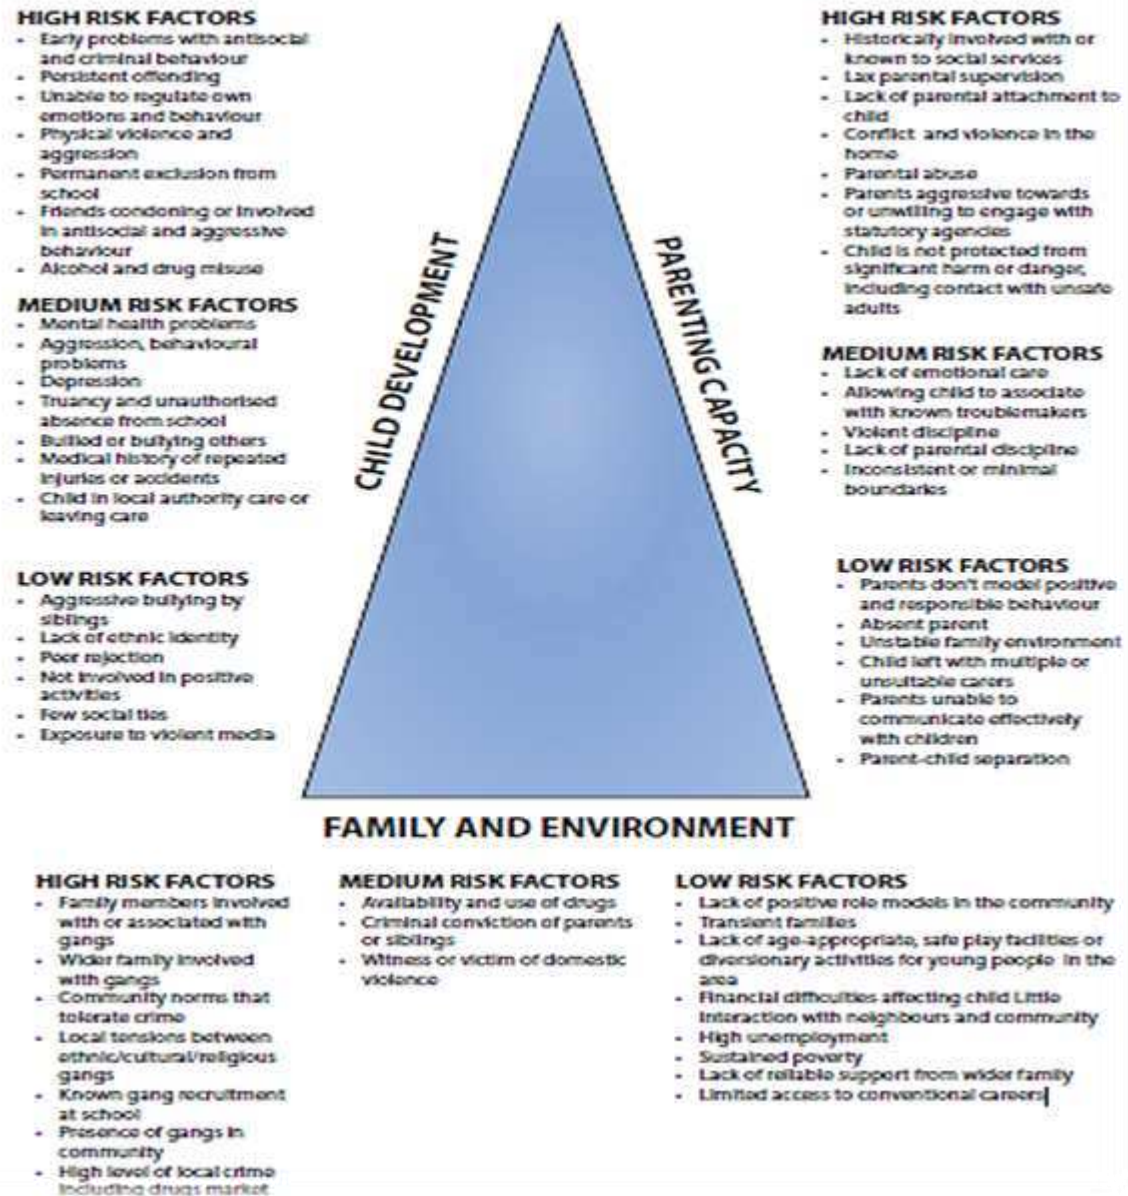 HIGH RISK FACTORS
- Early problems with antisocial
and criminal behaviour
- Persistent offending
- Unable to regulate own
emotions and behaviour
- Physical violence and
aggression
- Permanent exclusion from
school
- Friends condoning or involved
in antisocial and aggressive
behaviour
- Alcohol and drug misuse
MEDIUM RISK FACTORS
- Mental health problems
- Aggression, behavioural
problems
- Depression
- Truancy and unauthorised
absence from school
- Bullied or bullying others
- Medical history of repeated
injuries or accidents
- Child in local authority care or
leaving care
LOW RISK FACTORS
- Aggressive bullying by
siblings
- Lack of ethnic identity
- Peer rejection
- Not involved in positive
activities
- Few social ties
- Exposure to violent media
CHILD DEVELOPMENT
PARENTING CAPACITY
HIGH RISK FACTORS
- Historically involved with or
known to social services
- Lax parental supervision
- Lack of parental attachment to
child
- Conflict and violence in the
home
- Parental abuse
- Parents aggressive towards
or unwilling to engage with
statutory agencies
- Child is not protected from
significant harm or danger,
including contact with unsafe
adults
MEDIUM RISK FACTORS
- Lack of emotional care
- Allowing child to associate
with known troublemakers
- Violent discipline
- Lack of parental discipline
- Inconsistent or minimal
boundaries
LOW RISK FACTORS
- Parents don't model positive
and responsible behaviour
- Absent parent
- Unstable family environment
- Child left with multiple or
unsuitable carers
- Parents unable to
communicate effectively
with children
- Parent-child separation
FAMILY AND ENVIRONMENT
HIGH RISK FACTORS
- Family members involved
with or associated with
gangs
- Wider family involved
with gangs
- Community norms that
tolerate crime
- Local tensions between
ethnic/cultural/religious
gangs
- Known gang recruitment
at school
- Presence of gangs in
community
- High level of local crime
including drugs market
MEDIUM RISK FACTORS
- Availability and use of drugs
- Criminal conviction of parents
or siblings
- Witness or victim of domestic
violence
LOW RISK FACTORS
- Lack of positive role models in the community
- Transient families
- Lack of age-appropriate, safe play facilities or
diversionary activities for young people in the
area
- Financial difficulties affecting child Little
interaction with neighbours and community
- High unemployment
- Sustained poverty
- Lack of reliable support from wider family
- Limited access to conventional careers